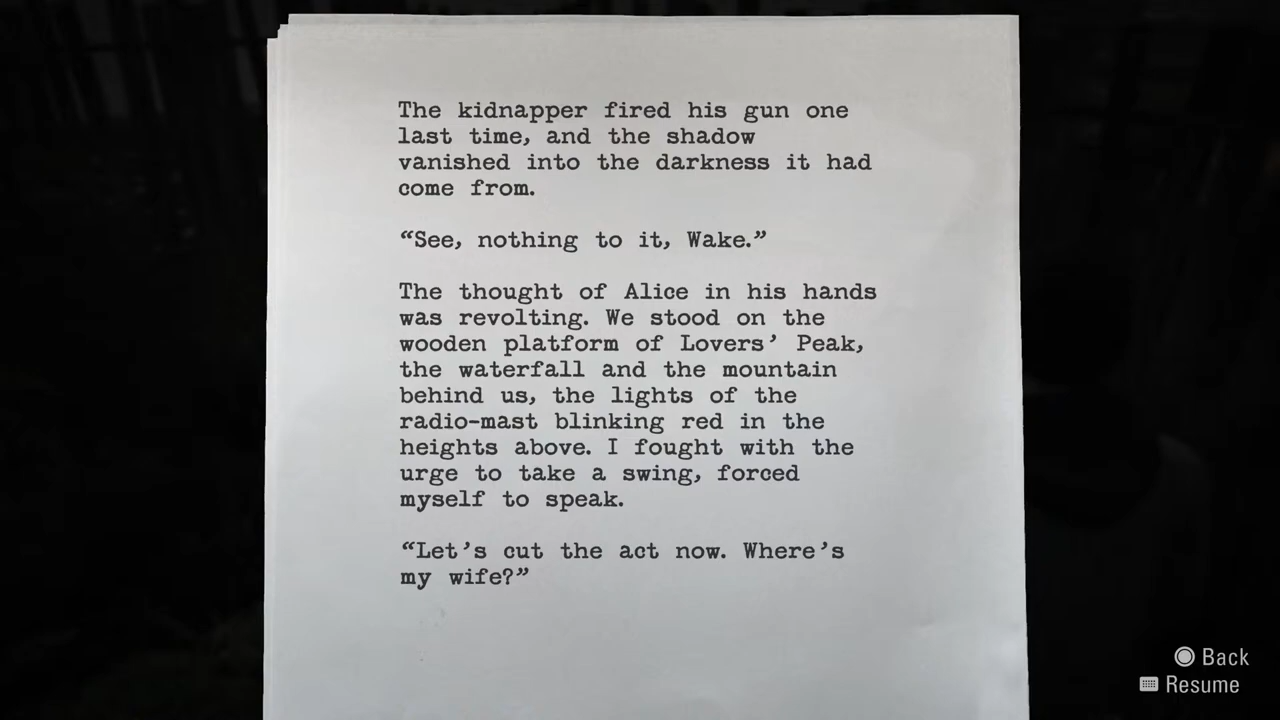 The kidnapper fired his gun one
last time, and the shadow
vanished into the darkness it had
come from.
“See, nothing to it, Wake.”
The thought of Alice in his hands
was revolting. We stood on the
wooden platform of Lovers’ Peak,
the waterfall and the mountain
behind us, the lights of the
radio-mast blinking red in the
heights above. I fought with the
urge to take a swing, forced
myself to speak.
“Let’s cut the act now. Where’s
my wife?”
Back
Resume